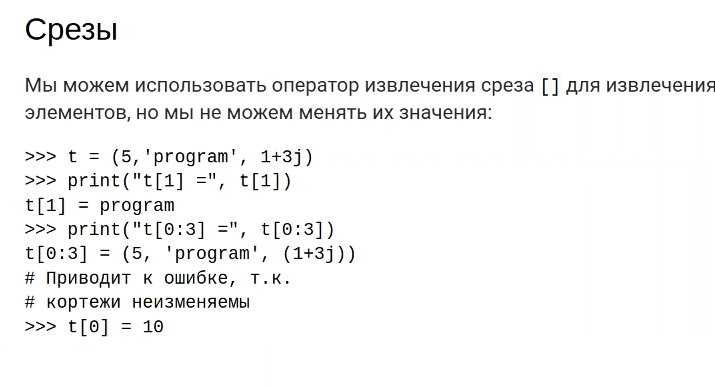 Срезы
Мы можем использовать оператор извлечения среза [] для извлечения
элементов, но мы не можем менять их значения:
>>> t = (5,'program', 1+3j)
>>> print("t[1] =", t[1])
t[1] = program
>>> print("t[0:3] =", t[0:3])
t[0:3] = (5, 'program', (1+3j))
# Приводит к ошибке, т.к.
# кортежи неизменяемы
>>> t[0] = 10